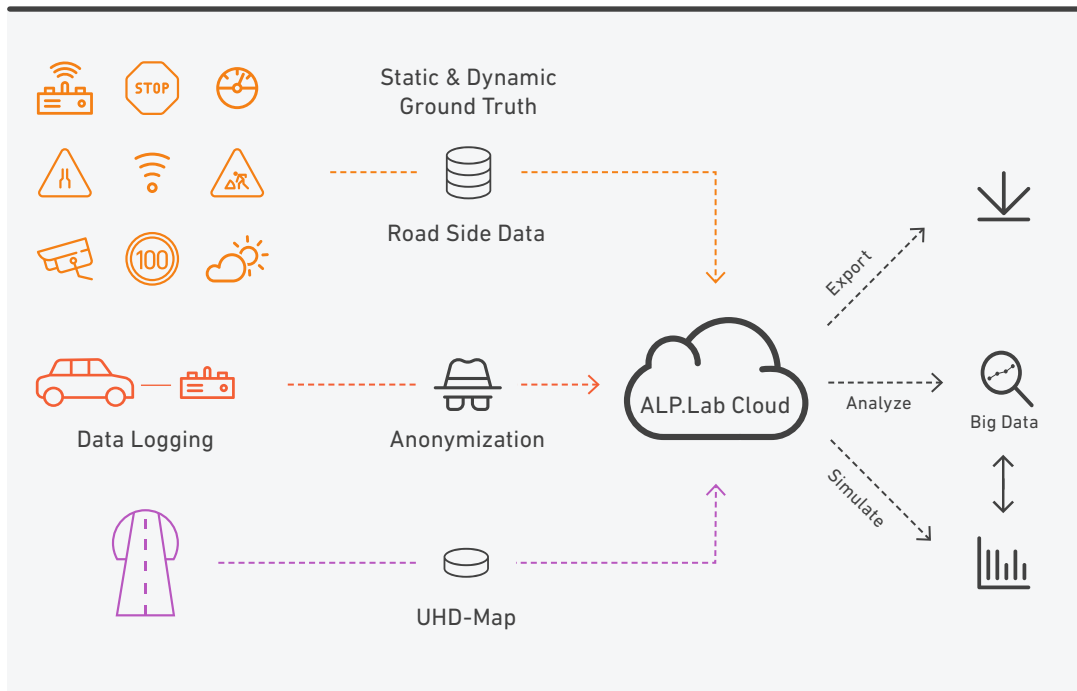 STOP
100
Static & Dynamic
Ground Truth
Road Side Data
Data Logging
Anonymization
UHD-Map
ALP.Lab Cloud
Export
Analyze
Simulate
Big Data